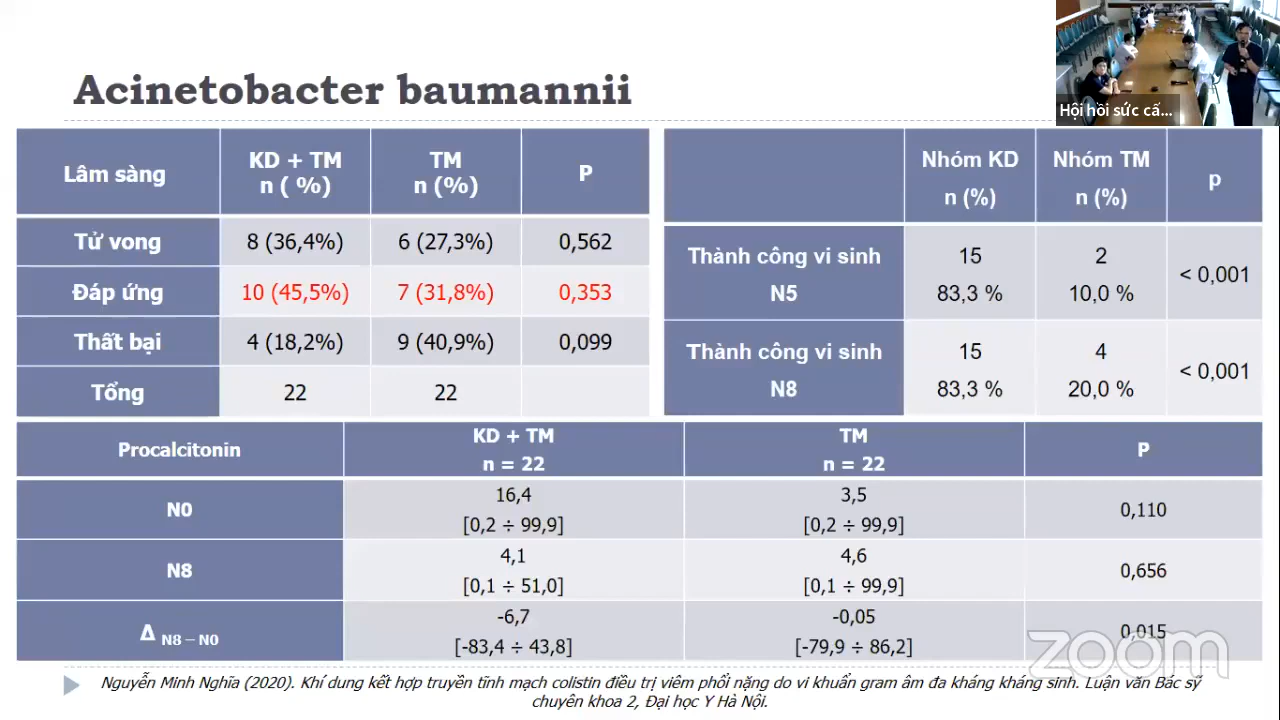 Acinetobacter baumannii
Hội hồi sức cấ...
Lâm sàng
KD + TM
n ( %)
TM
n (%)
P
Tử vong
8 (36,4%)
6 (27,3%)
0,562
Đáp ứng
10 (45,5%)
7 (31,8%)
0,353
Thất bại
4 (18,2%)
9 (40,9%)
0,099
Tổng
22
22
Nhóm KD
n (%)
Nhóm TM
n (%)
p
Thành công vi sinh
N5
15
83,3 %
2
10,0 %
< 0,001
Thành công vi sinh
N8
15
83,3 %
4
20,0 %
< 0,001
Procalcitonin
KD + TM
n = 22
TM
n = 22
P
N0
16,4
[0,2 ÷ 99,9]
3,5
[0,2 ÷ 99,9]
0,110
N8
4,1
[0,1 ÷ 51,0]
4,6
[0,1 ÷ 99,9]
0,656
Δ N8 – N0
-6,7
[-83,4 ÷ 43,8]
-0,05
[-79,9 ÷ 86,2]
0,015
zoom
Nguyễn Minh Nghĩa (2020). Khí dung kết hợp truyền tĩnh mạch colistin điều trị viêm phổi nặng do vi khuẩn gram âm đa kháng kháng sinh. Luận văn Bác sỹ
chuyên khoa 2, Đại học Y Hà Nội.